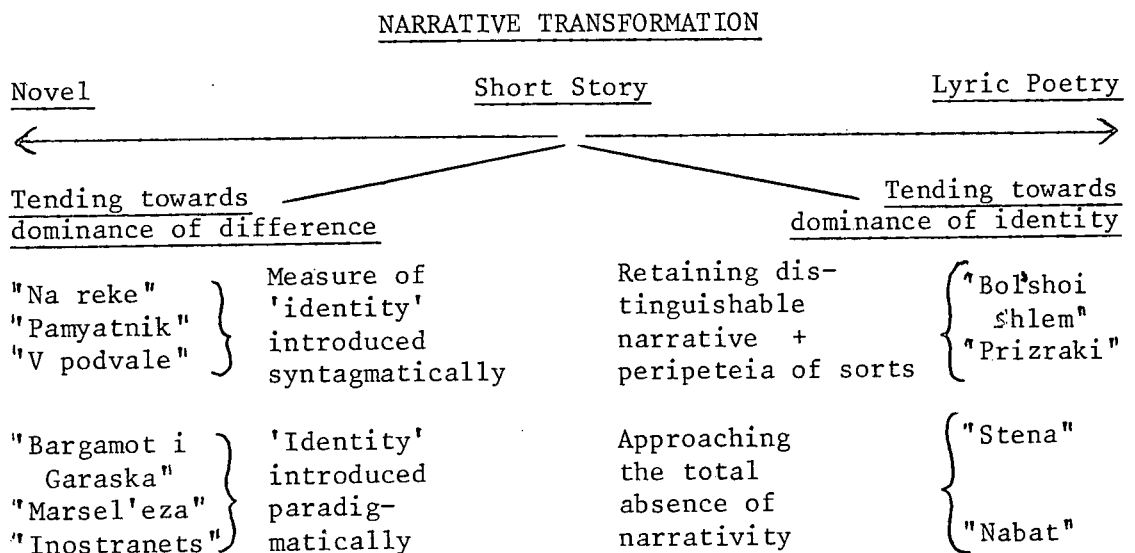 NARRATIVE TRANSFORMATION
Novel Short Story Lyric Poetry
Tending towards
dominance of difference
Tending towards
dominance of identity
"Na reke"
"Pamyatnik"
"V podvale"
Measure of
'identity'
introduced
syntagmatically
Retaining dis-
tinguishable
narrative +
peripeteia of sorts
"Bol'shoi
Shlem"
"Prizraki"
"Bargamot i
Garaska"
"Marsel'eza"
"Inostranets"
'Identity'
introduced
paradig-
matically
Approaching
the total
absence of
narrativity
"Stena"
"Nabat"